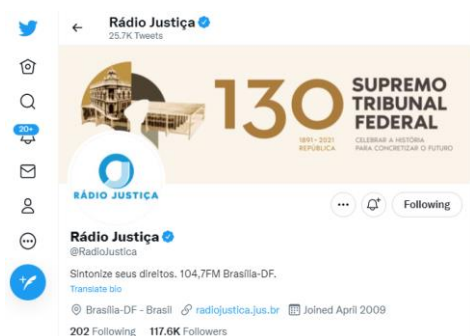 Rádio Justiça
25.7K Tweets
130
SUPREMO
TRIBUNAL
FEDERAL
1891 - 2021
REPÚBLICA
CELEBRAR A HISTÓRIA
PARA CONCRETIZAR O FUTURO
20+
RÁDIO JUSTIÇA
Following
Rádio Justiça
@RadioJustica
Sintonize seus direitos. 104,7FM Brasília-DF.
Translate bio
Brasília-DF - Brasil radiojustica.jus.br Joined April 2009
202 Following 117.6K Followers